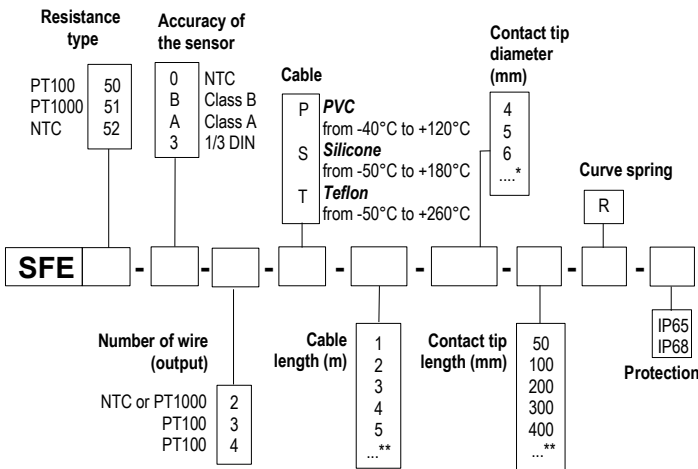 Resistance
type
PT100 50
PT1000 51
NTC 52
Accuracy of
the sensor
0 NTC
B Class B
A Class A
3 1/3 DIN
Cable
P PVC
from -40°C to +120°C
S Silicone
from -50°C to +180°C
T Teflon
from -50°C to +260°C
Contact tip
diameter
(mm)
4
5
6
....*
Curve spring
R
SFE - - - - - - - -
Number of wire
(output)
NTC or PT1000 2
PT100 3
PT100 4
Cable
length (m)
1
2
3
4
5
...**
Contact tip
length (mm)
50
100
200
300
400
...**
IP65
IP68
Protection